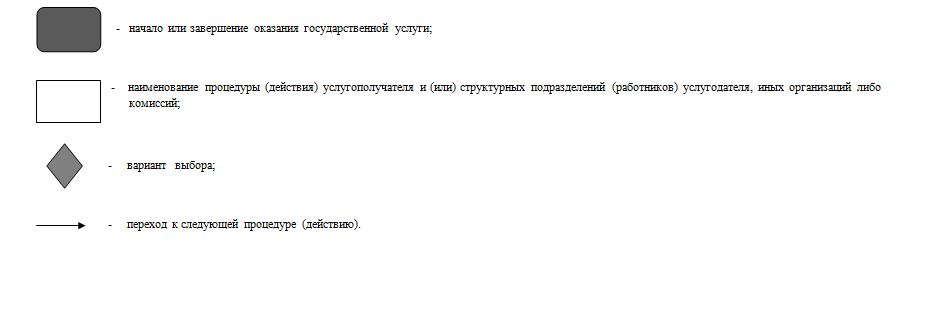 - начало или завершение оказания государственной услуги;
- наименование процедуры (действия) услугополучателя и (или) структурных подразделений (работников) услугодателя, иных организаций либо
комиссий;
- вариант выбора;
- переход к следующей процедуре (действию).